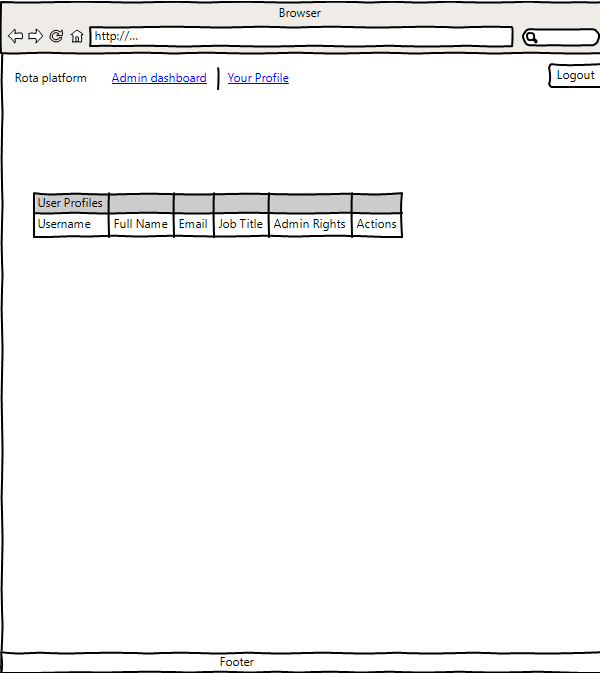 Browser
http://...
Rota platform Admin dashboard Your Profile Logout
User Profiles
Username Full Name Email Job Title Admin Rights Actions
Footer